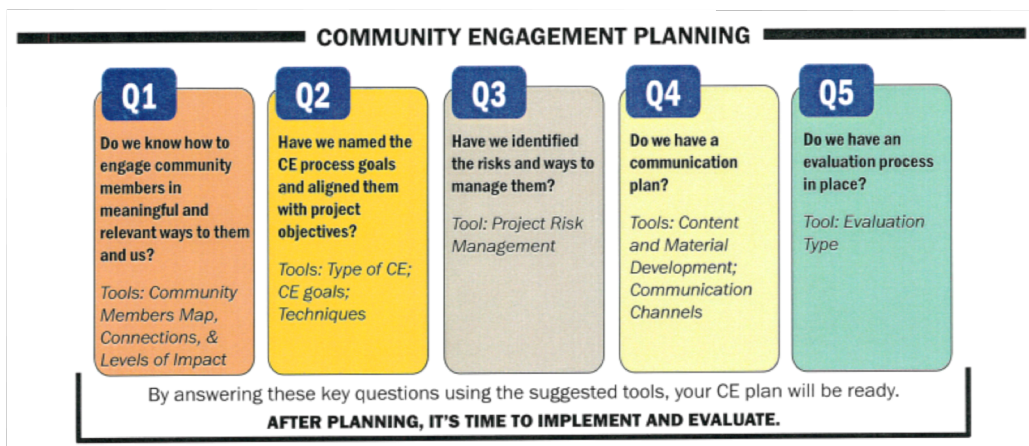 COMMUNITY ENGAGEMENT PLANNING
Q1
Do we know how to
engage community
members in
meaningful and
relevant ways to them
and us?
Tools: Community
Members Map,
Connections, &
Levels of Impact
Q2
Have we named the
CE process goals
and aligned them
with project
objectives?
Tools: Type of CE;
CE goals;
Techniques
Q3
Have we identified
the risks and ways to
manage them?
Tool: Project Risk
Management
Q4
Do we have a
communication
plan?
Tools: Content
and Material
Development;
Communication
Channels
Q5
Do we have an
evaluation process
in place?
Tool: Evaluation
Type
By answering these key questions using the suggested tools, your CE plan will be ready.
AFTER PLANNING, IT'S TIME TO IMPLEMENT AND EVALUATE.